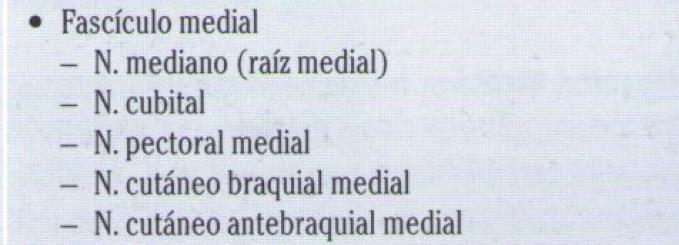 • Fascículo medial
– N. mediano (raíz medial)
– N. cubital
– N. pectoral medial
– N. cutáneo braquial medial
– N. cutáneo antebraquial medial